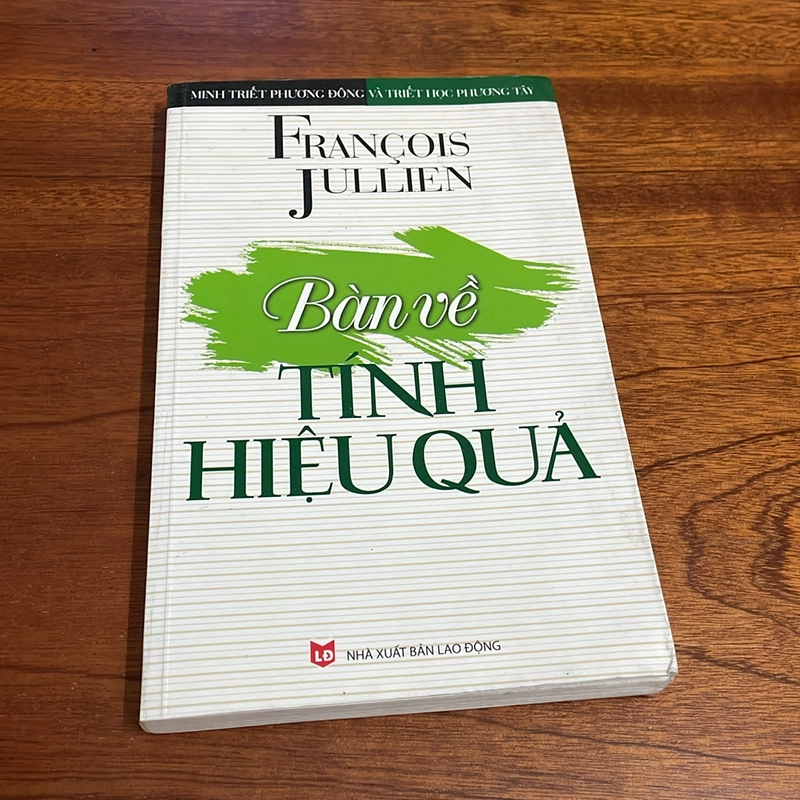 MINH TRIẾT PHƯƠNG ĐÔNG VÀ TRIẾT HỌC PHƯƠNG TÂY
FRANÇOIS
JULLIEN
Bàn về
TÍNH
HIỆU QUẢ
LĐ NHÀ XUẤT BẢN LAO ĐỘNG